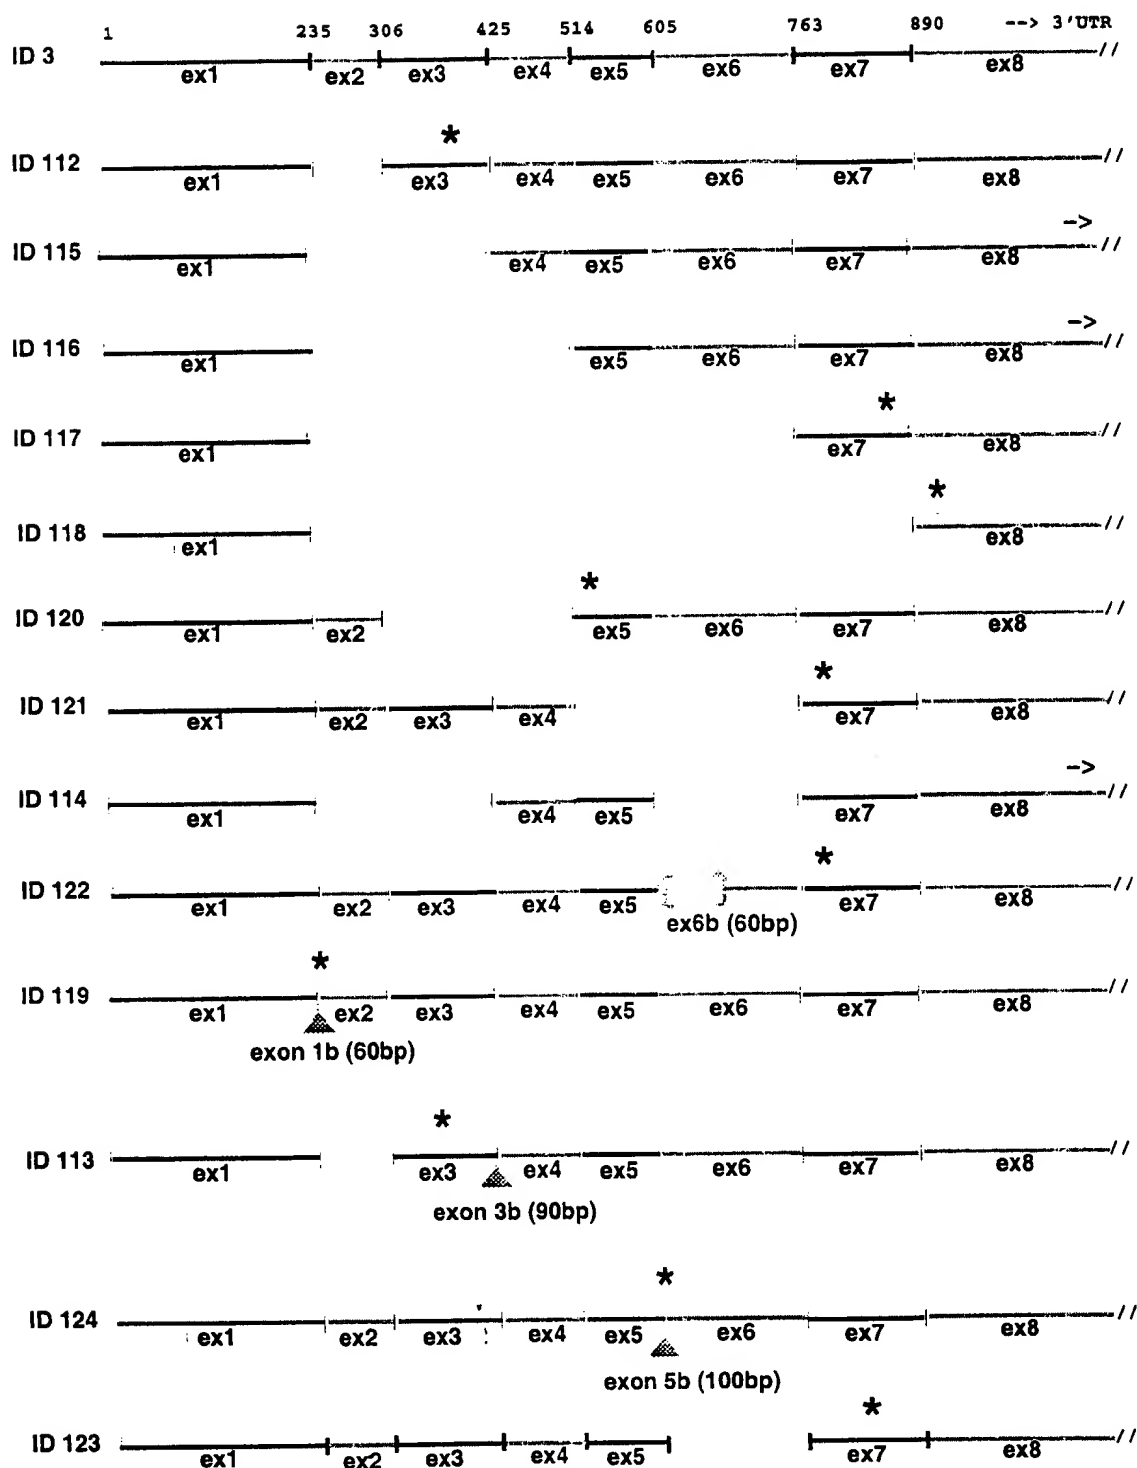 1 235 306 425 514 605 763 890 --> 3'UTR
ID 3 //
ex1 ex2 ex3 ex4 ex5 ex6 ex7 ex8
*
ID 112 //
ex1 ex3 ex4 ex5 ex6 ex7 ex8
->
ID 115 //
ex1 ex4 ex5 ex6 ex7 ex8
->
ID 116 //
ex1 ex5 ex6 ex7 ex8
*
ID 117 //
ex1 ex7 ex8
*
ID 118 //
ex1 ex8
*
ID 120 //
ex1 ex2 ex5 ex6 ex7 ex8
*
ID 121 //
ex1 ex2 ex3 ex4 ex7 ex8
->
ID 114 //
ex1 ex4 ex5 ex7 ex8
*
ID 122 //
ex1 ex2 ex3 ex4 ex5 ex7 ex8
ex6b (60bp)
*
ID 119 //
ex1 ex2 ex3 ex4 ex5 ex6 ex7 ex8
exon 1b (60bp)
*
ID 113 //
ex1 ex3 ex4 ex5 ex6 ex7 ex8
exon 3b (90bp)
*
ID 124 //
ex1 ex2 ex3 ex4 ex5 ex6 ex7 ex8
exon 5b (100bp)
*
ID 123 //
ex1 ex2 ex3 ex4 ex5 ex7 ex8